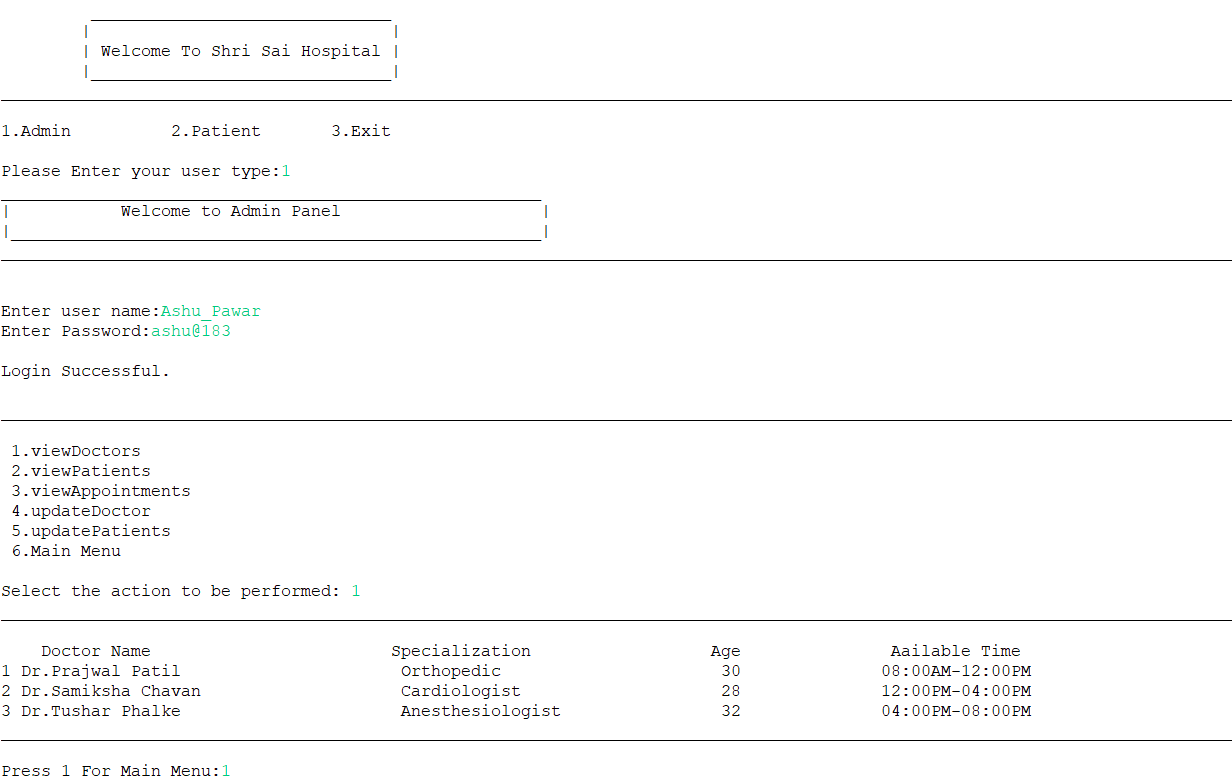 Welcome To Shri Sai Hospital
1.Admin 2.Patient 3.Exit
Please Enter your user type:1
Welcome to Admin Panel
Enter user name:Ashu_Pawar
Enter Password:ashu@183
Login Successful.
1.viewDoctors
2.viewPatients
3.viewAppointments
4.updateDoctor
5.updatePatients
6.Main Menu
Select the action to be performed: 1
Doctor Name Specialization Age Aailable Time
1 Dr.Prajwal Patil Orthopedic 30 08:00AM-12:00PM
2 Dr.Samiksha Chavan Cardiologist 28 12:00PM-04:00PM
3 Dr.Tushar Phalke Anesthesiologist 32 04:00PM-08:00PM
Press 1 For Main Menu:1